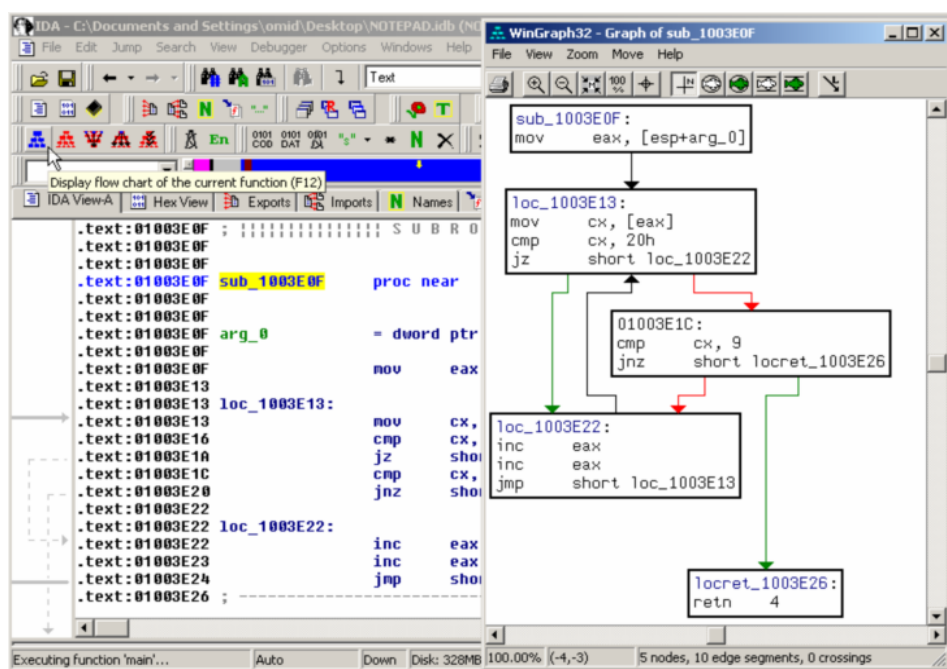 IDA - C:\Documents and Settings\omid\Desktop\NOTEPAD.idb (NO
File Edit Jump Search View Debugger Options Windows Help
Text
En
N
Display flow chart of the current function (F12)
IDA View-A Hex View Exports Imports N Names
.text:01003E0F ; ||||||||||||||| S U B R O
.text:01003E0F
.text:01003E0F
.text:01003E0F sub_1003E0F proc near
.text:01003E0F
.text:01003E0F
.text:01003E0F arg_0 = dword ptr
.text:01003E0F
.text:01003E0F mov eax
.text:01003E13
.text:01003E13 loc_1003E13:
.text:01003E13 mov cx,
.text:01003E16 cmp cx,
.text:01003E1A jz sho
.text:01003E1C cmp cx,
.text:01003E20 jnz sho
.text:01003E22
.text:01003E22 loc_1003E22:
.text:01003E22 inc eax
.text:01003E23 inc eax
.text:01003E24 jmp sho
.text:01003E26 ; ------------------------
Executing function 'main'... Auto Down Disk: 328MB
WinGraph32 - Graph of sub_1003E0F
File View Zoom Move Help
100 %
sub_1003E0F:
mov eax, [esp+arg_0]
loc_1003E13:
mov cx, [eax]
cmp cx, 20h
jz short loc_1003E22
01003E1C:
cmp cx, 9
jnz short locret_1003E26
loc_1003E22:
inc eax
inc eax
jmp short loc_1003E13
locret_1003E26:
retn 4
100.00% (-4,-3) 5 nodes, 10 edge segments, 0 crossings